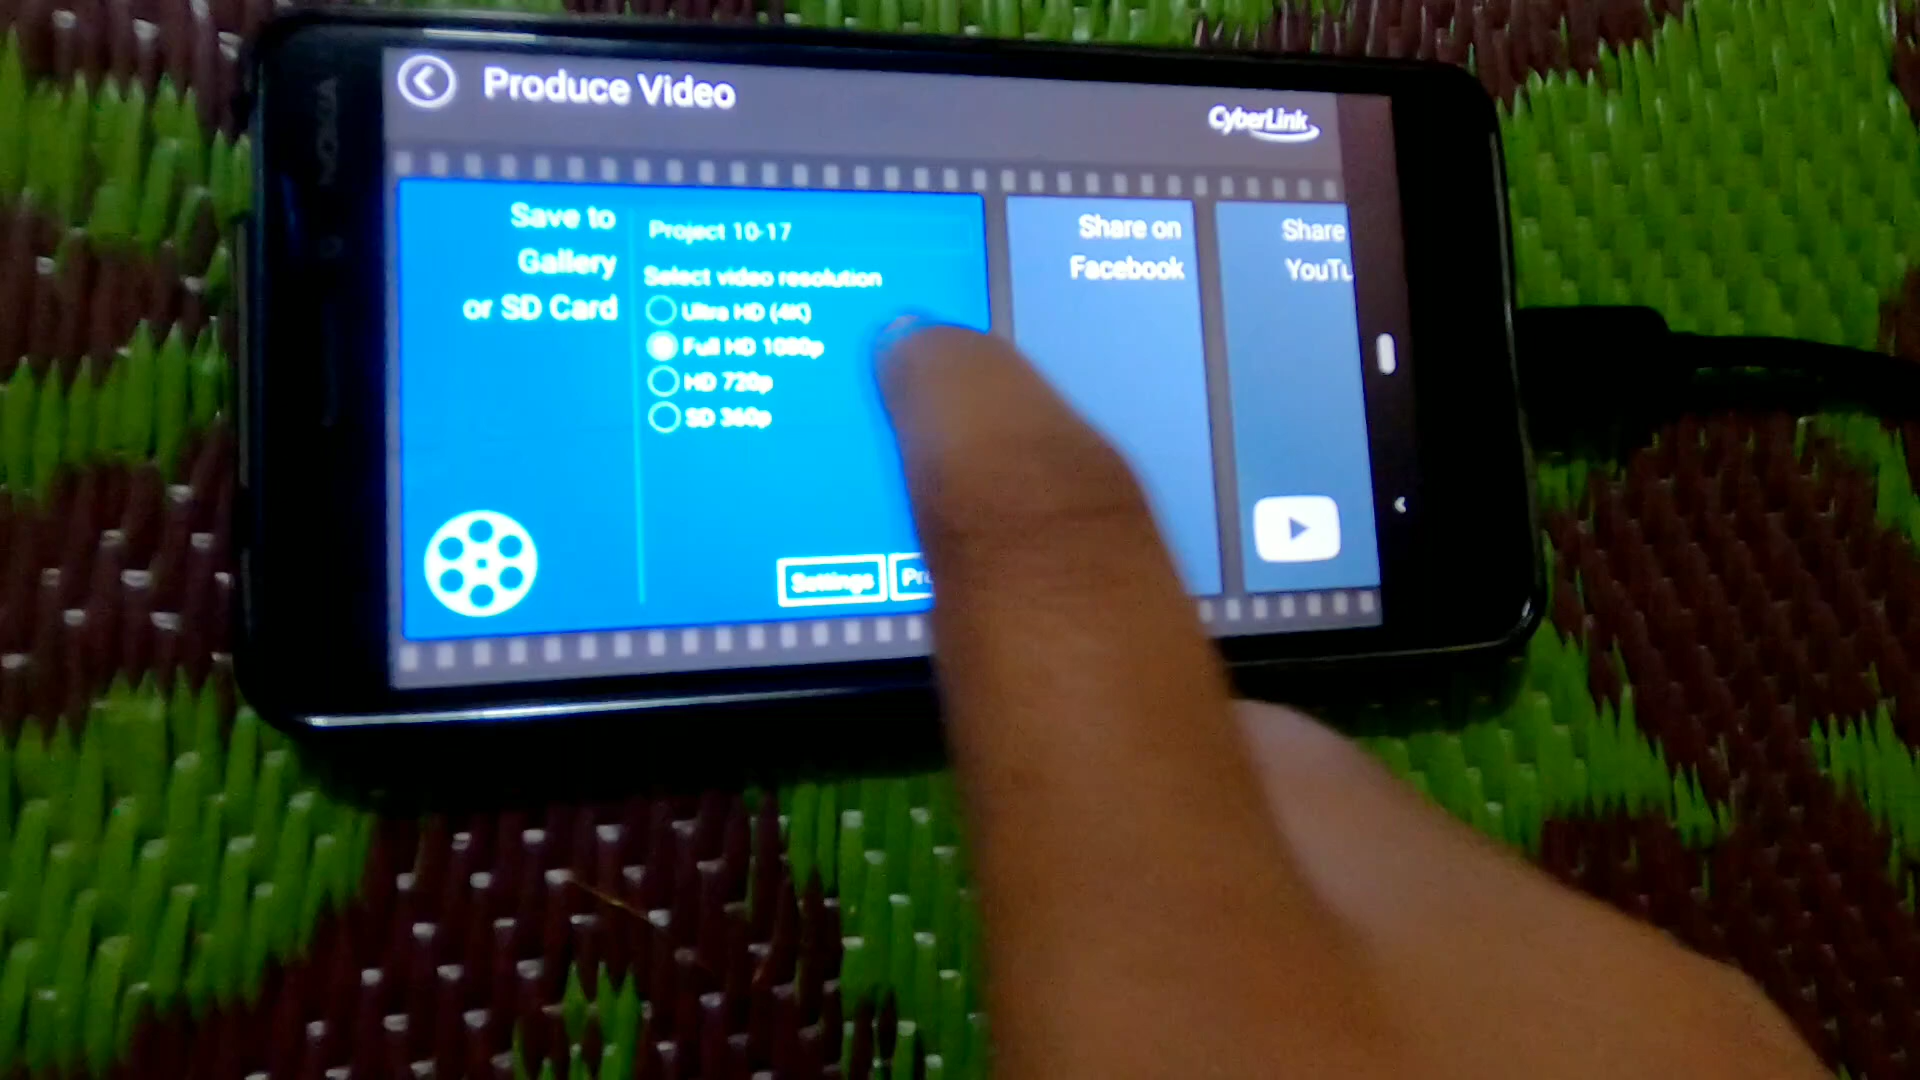 NOKIA
Produce Video
CyberLink
Save to
Gallery
or SD Card
Project 10-17
Select video resolution
Ultra HD (4K)
Full HD 1080p
HD 720p
SD 360p
Settings
Share on
Facebook
Share